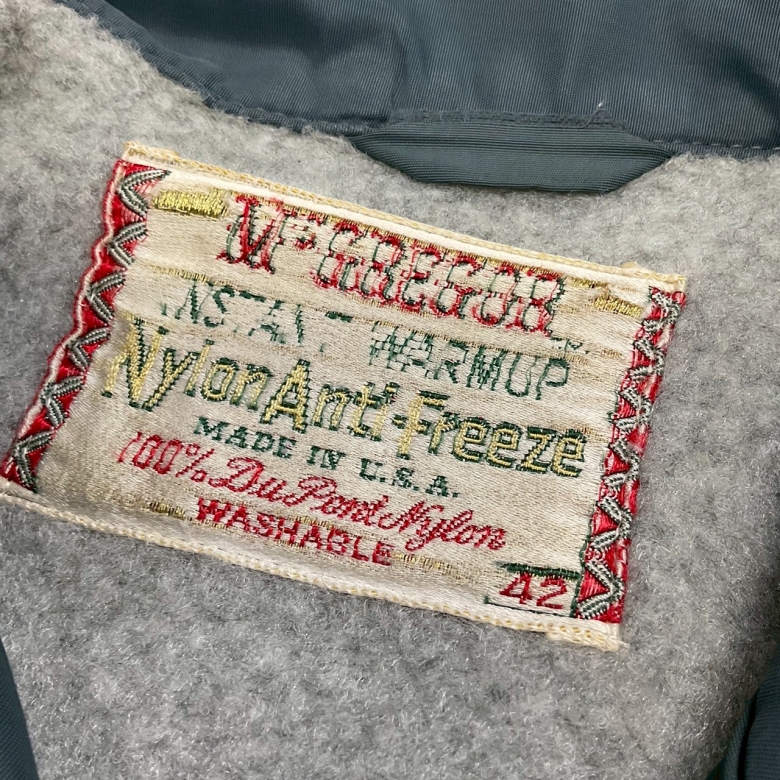 McGREGOR
INSTANT-WARMUP
Nylon Anti-Freeze
MADE IN U.S.A.
100% Du Pont Nylon
WASHABLE
42